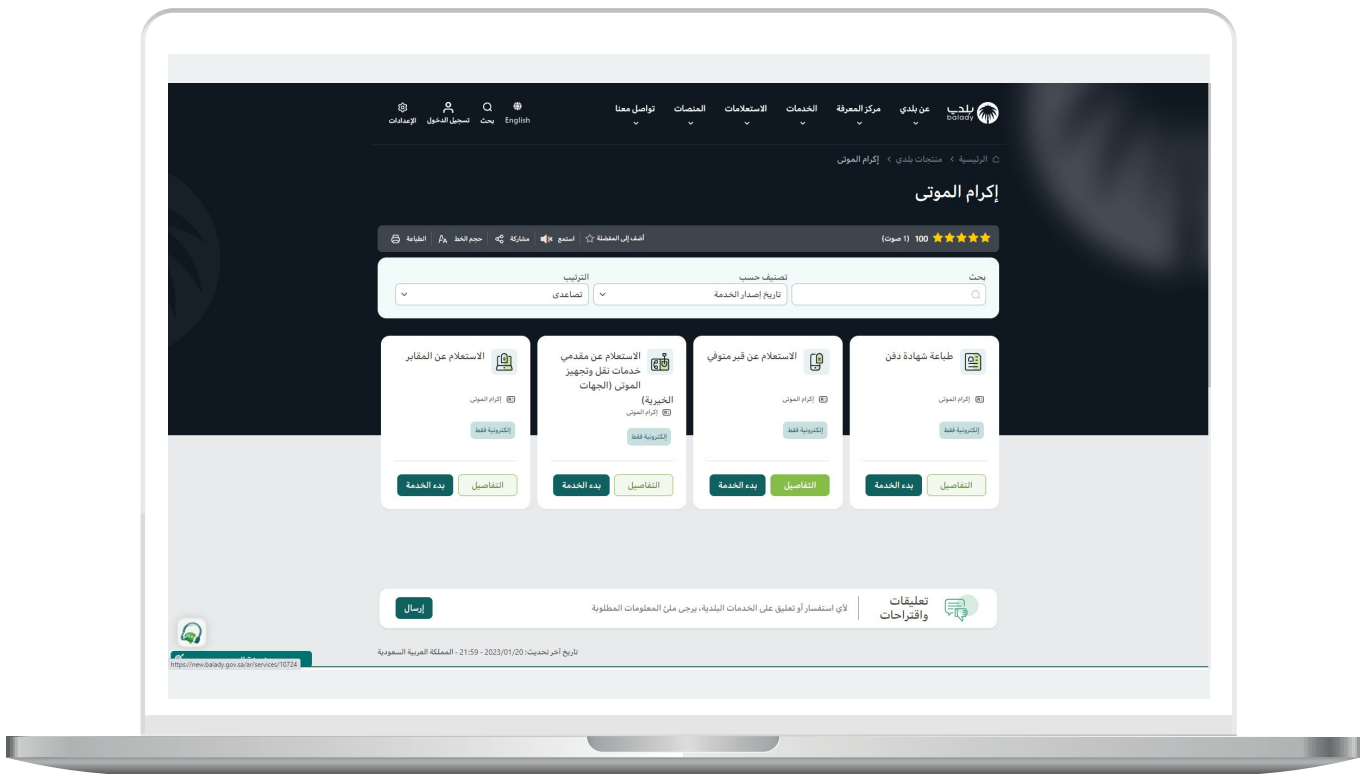 بلدي
balady
عن بلدي
مركز المعرفة
الخدمات
الاستعلامات
المنصات
تواصل معنا
English
بحث
تسجيل الدخول
الإعدادات
الرئيسية > منتجات بلدي > إكرام الموتى
إكرام الموتى
100 (1 صوت)
أضف إلى المفضلة
استمع
مشاركة
حجم الخط
الطباعة
بحث
تصنيف حسب
تاريخ إصدار الخدمة
الترتيب
تصاعدى
طباعة شهادة دفن
إكرام الموتى
إلكترونية فقط
التفاصيل
بدء الخدمة
الاستعلام عن قبر متوفي
إكرام الموتى
إلكترونية فقط
التفاصيل
بدء الخدمة
الاستعلام عن مقدمي
خدمات نقل وتجهيز
الموتى (الجهات
الخيرية)
إكرام الموتى
إلكترونية فقط
التفاصيل
بدء الخدمة
الاستعلام عن المقابر
إكرام الموتى
إلكترونية فقط
التفاصيل
بدء الخدمة
تعليقات
واقتراحات
لأي استفسار أو تعليق على الخدمات البلدية، يرجى ملئ المعلومات المطلوبة
إرسال
تاريخ آخر تحديث: 2023/01/20 - 21:59 - المملكة العربية السعودية
https://new.balady.gov.sa/ar/services/10724